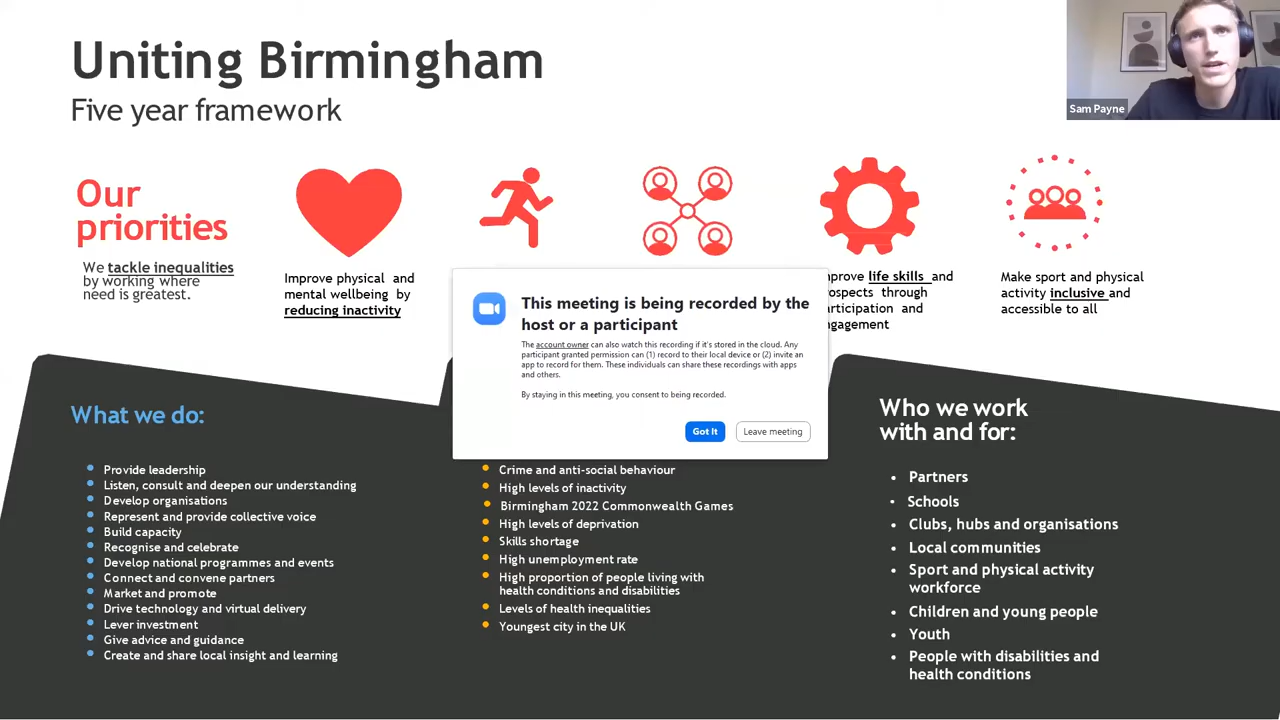 Uniting Birmingham
Five year framework
Sam Payne
Our
priorities
We tackle inequalities
by working where
need is greatest.
Improve physical and
mental wellbeing by
reducing inactivity
life skills and
through
and
Make sport and physical
activity inclusive and
accessible to all
This meeting is being recorded by the
host or a participant
The account owner can also watch this recording if it's stored in the cloud. Any
participant granted permission can (1) record to their local device or (2) invite an
app to record for them. These individuals can share these recordings with apps
and others.
By staying in this meeting, you consent to being recorded.
Got It
Leave meeting
What we do:
Provide leadership
Listen, consult and deepen our understanding
Develop organisations
Represent and provide collective voice
Build capacity
Recognise and celebrate
Develop national programmes and events
Connect and convene partners
Market and promote
Drive technology and virtual delivery
Lever investment
Give advice and guidance
Create and share local insight and learning
Crime and anti-social behaviour
High levels of inactivity
Birmingham 2022 Commonwealth Games
High levels of deprivation
Skills shortage
High unemployment rate
High proportion of people living with
health conditions and disabilities
Levels of health inequalities
Youngest city in the UK
Who we work
with and for:
Partners
Schools
Clubs, hubs and organisations
Local communities
Sport and physical activity
workforce
Children and young people
Youth
People with disabilities and
health conditions